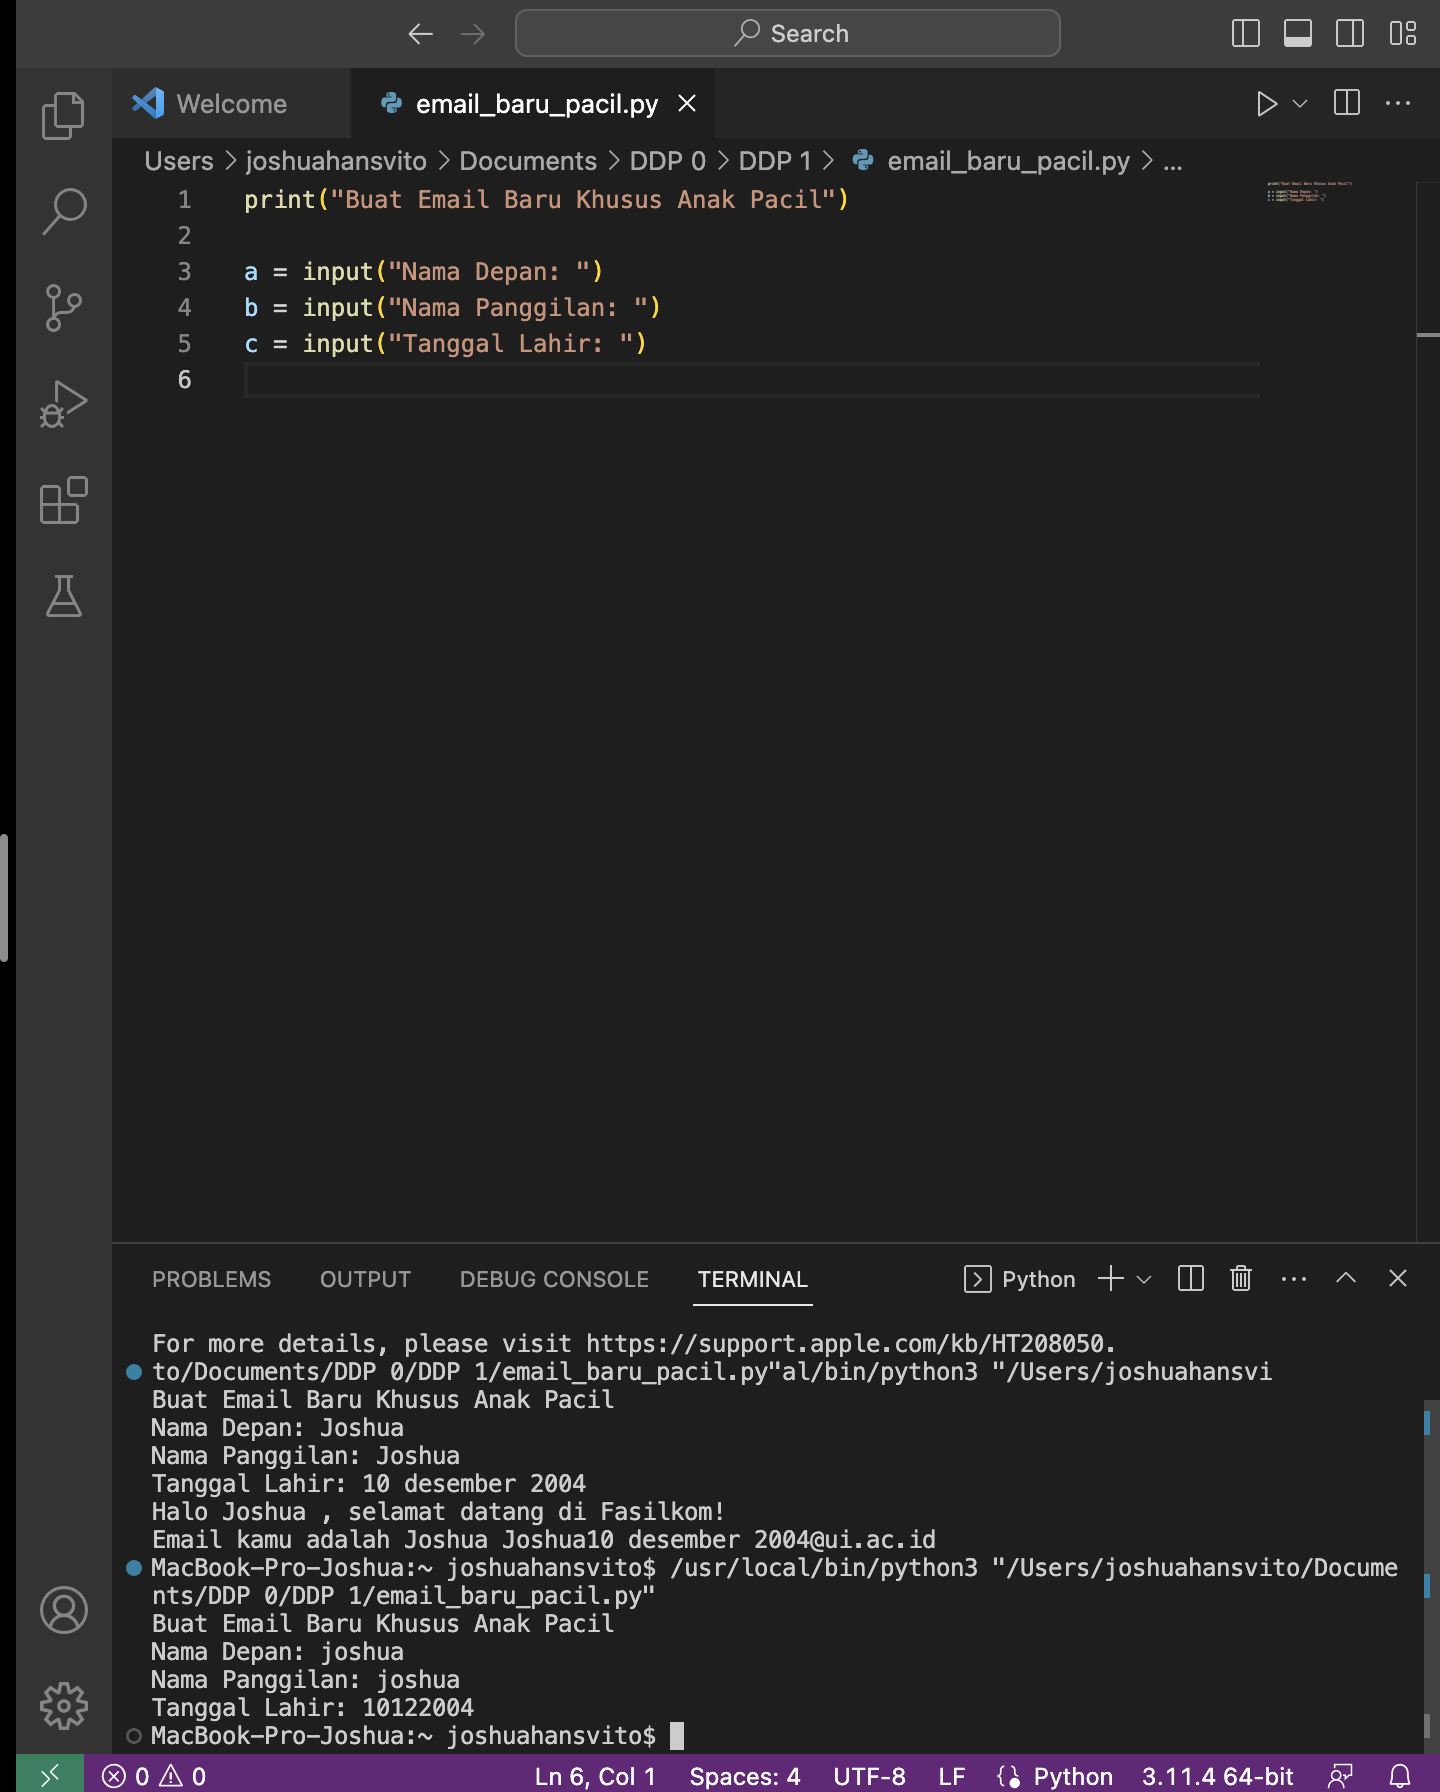 Search
Welcome
email_baru_pacil.py
Users > joshuahansvito > Documents > DDP 0 > DDP 1 > email_baru_pacil.py > ...
1 print("Buat Email Baru Khusus Anak Pacil")
2
3 a = input("Nama Depan: ")
4 b = input("Nama Panggilan: ")
5 c = input("Tanggal Lahir: ")
6
PROBLEMS OUTPUT DEBUG CONSOLE TERMINAL Python
For more details, please visit https://support.apple.com/kb/HT208050.
to/Documents/DDP 0/DDP 1/email_baru_pacil.py"al/bin/python3 "/Users/joshuahansvi
Buat Email Baru Khusus Anak Pacil
Nama Depan: Joshua
Nama Panggilan: Joshua
Tanggal Lahir: 10 desember 2004
Halo Joshua , selamat datang di Fasilkom!
Email kamu adalah Joshua Joshua10 desember 2004@ui.ac.id
MacBook-Pro-Joshua:~ joshuahansvito$ /usr/local/bin/python3 "/Users/joshuahansvito/Docume
nts/DDP 0/DDP 1/email_baru_pacil.py"
Buat Email Baru Khusus Anak Pacil
Nama Depan: joshua
Nama Panggilan: joshua
Tanggal Lahir: 10122004
MacBook-Pro-Joshua:~ joshuahansvito$
0 0 Ln 6, Col 1 Spaces: 4 UTF-8 LF Python 3.11.4 64-bit